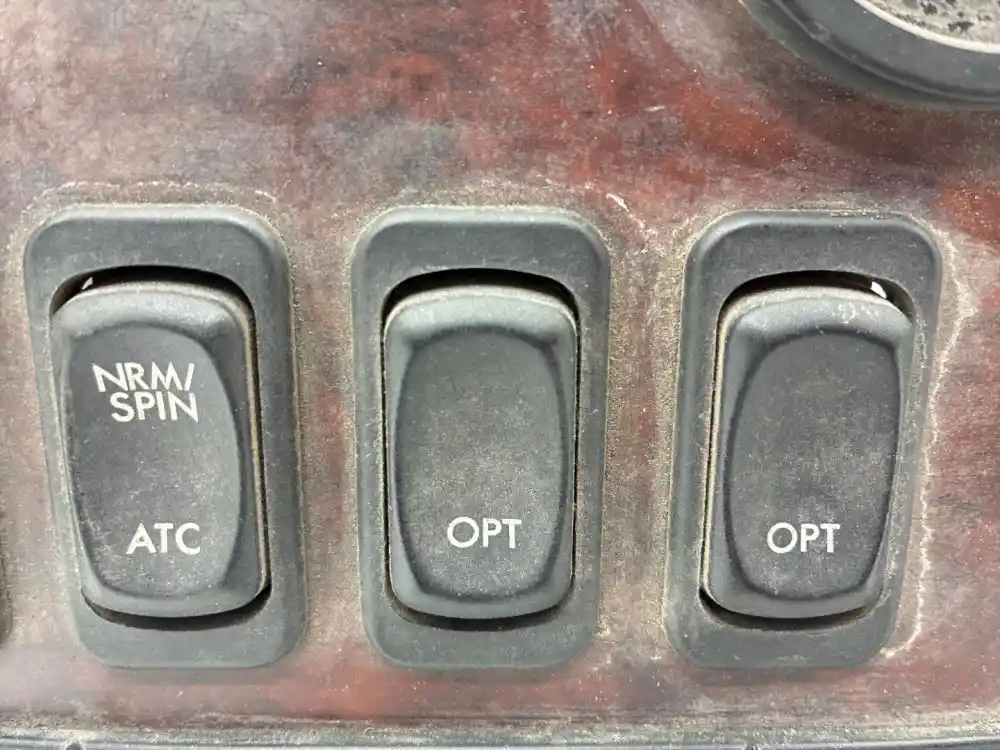 NRM/
SPIN
ATC
OPT
OPT